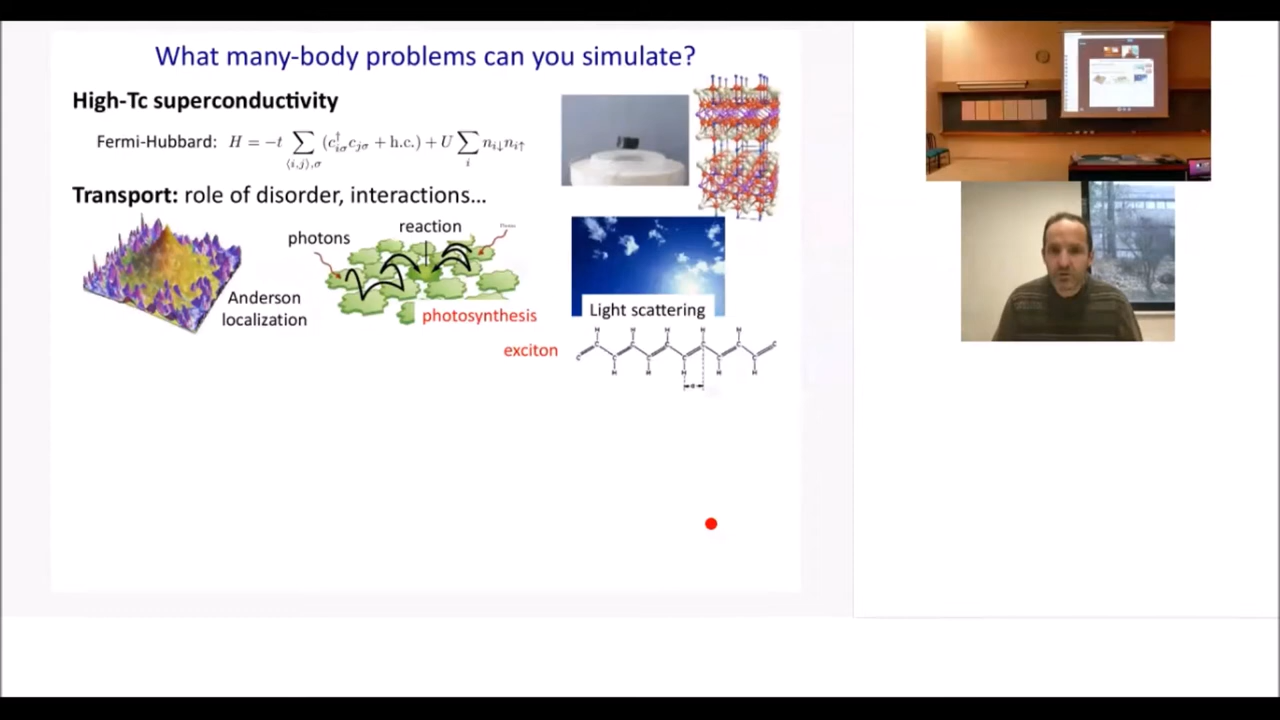 What many-body problems can you simulate?
High-Tc superconductivity
Fermi-Hubbard: H = −t ∑⟨i,j⟩,σ (c†iσ cjσ + h.c.) + U ∑i ni↓ni↑
Transport: role of disorder, interactions...
photons
reaction
Anderson
localization
photosynthesis
Light scattering
exciton
H H H H H
C C C C C C C C C C C C
H H H H H
a